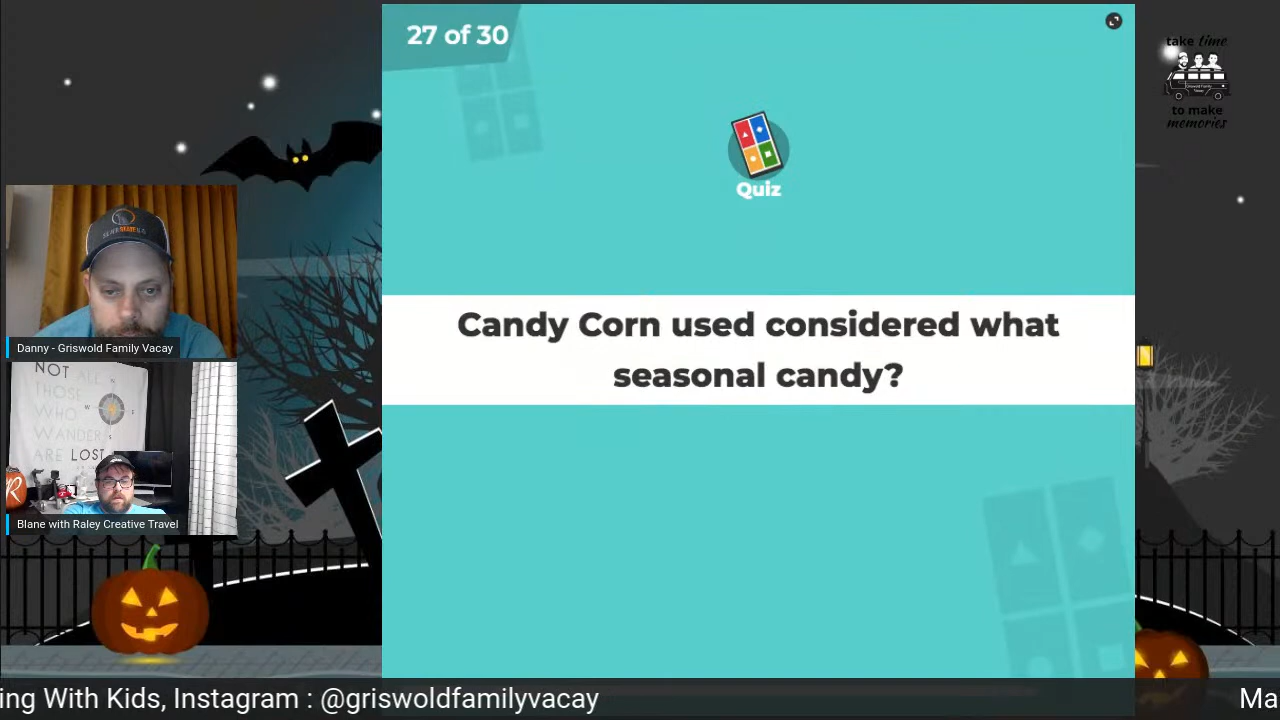 27 of 30
take time
to make
memories
Quiz
Candy Corn used considered what
seasonal candy?
Danny - Griswold Family Vacay
NOT ALL
THOSE
WHO
WANDER
ARE LOST
Blane with Raley Creative Travel
ing With Kids, Instagram : @griswoldfamilyvacay
Ma